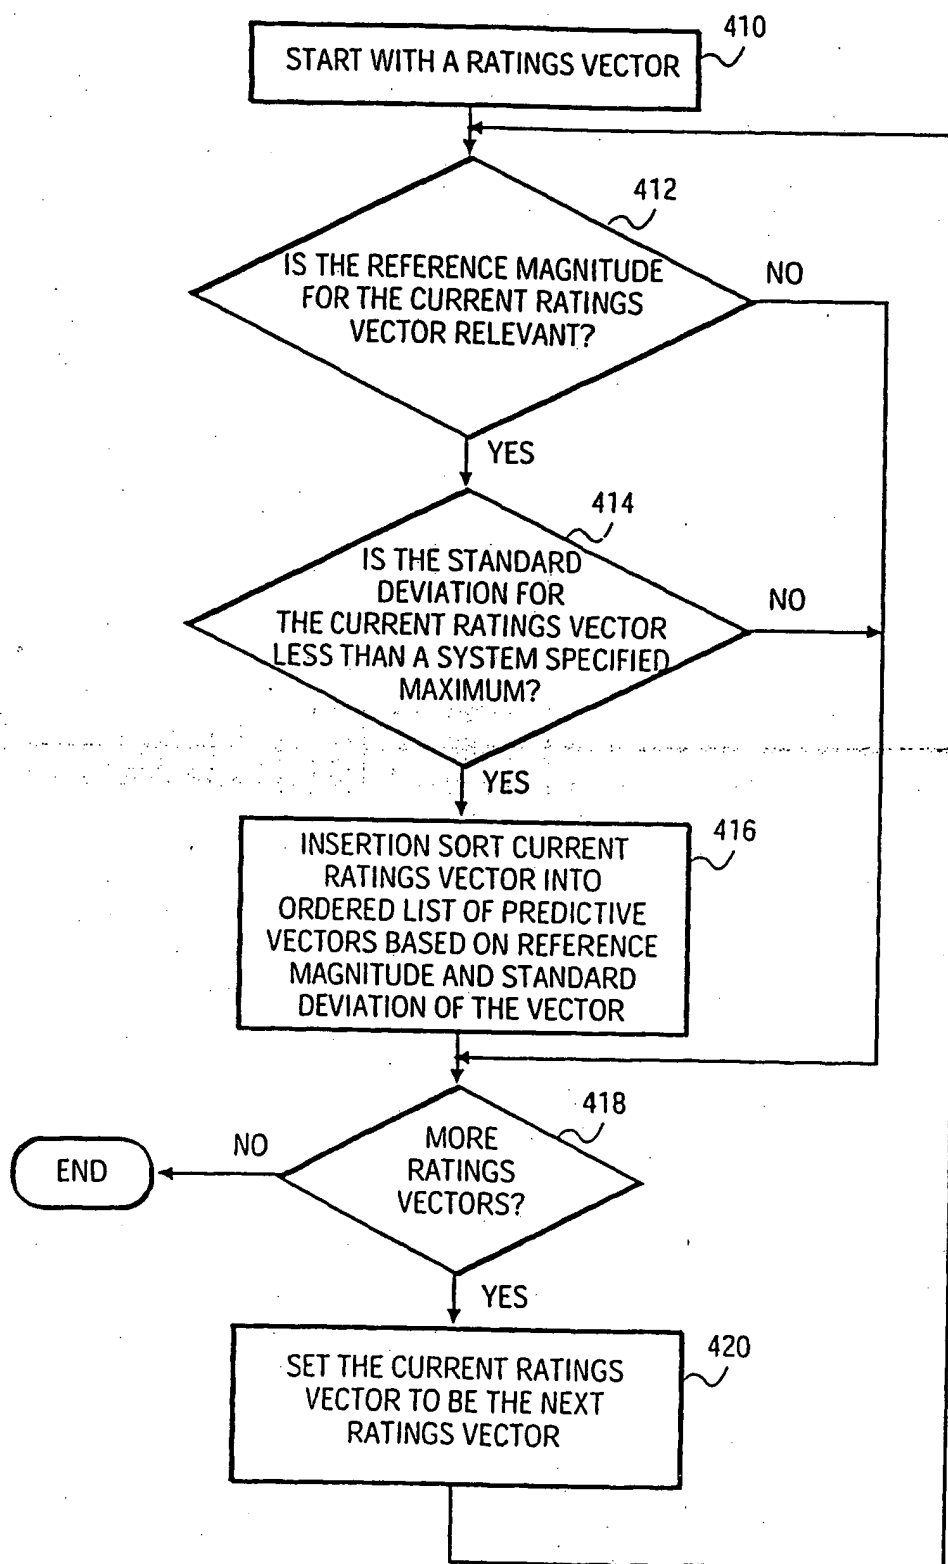 410
START WITH A RATINGS VECTOR
412
IS THE REFERENCE MAGNITUDE
FOR THE CURRENT RATINGS
VECTOR RELEVANT?
NO
YES
414
IS THE STANDARD
DEVIATION FOR
THE CURRENT RATINGS VECTOR
LESS THAN A SYSTEM SPECIFIED
MAXIMUM?
NO
YES
416
INSERTION SORT CURRENT
RATINGS VECTOR INTO
ORDERED LIST OF PREDICTIVE
VECTORS BASED ON REFERENCE
MAGNITUDE AND STANDARD
DEVIATION OF THE VECTOR
418
MORE
RATINGS
VECTORS?
NO
END
YES
420
SET THE CURRENT RATINGS
VECTOR TO BE THE NEXT
RATINGS VECTOR